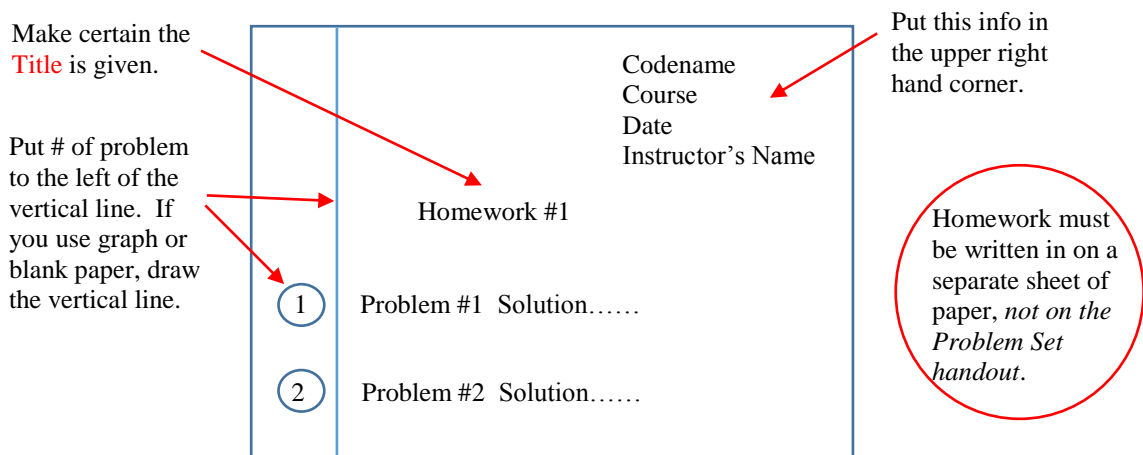 Make certain the
Title is given.
Put this info in
the upper right
hand corner.
Codename
Course
Date
Instructor’s Name
Put # of problem
to the left of the
vertical line.  If
you use graph or
blank paper, draw
the vertical line.
Homework #1
Homework must
be written in on a
separate sheet of
paper, not on the
Problem Set
handout.
1 Problem #1  Solution……
2 Problem #2  Solution……